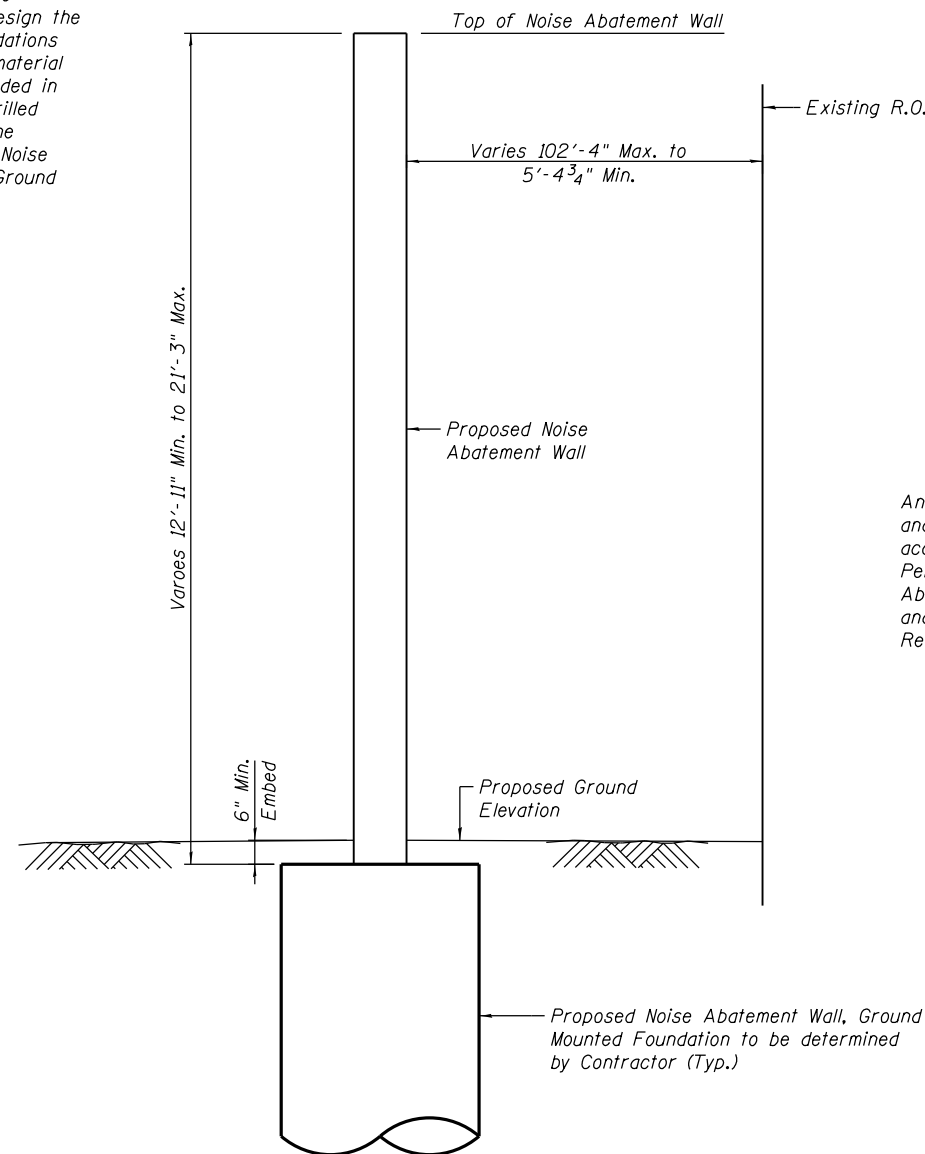 esign the
dations
material
ded in
rilled
ne
Noise
Ground
Top of Noise Abatement Wall
Existing R.O.
Varies 102'-4" Max. to
5'-4 3/4" Min.
Varoes 12'-11" Min. to 21'-3" Max.
Proposed Noise
Abatement Wall
An
and
acc
Pe
Ab
and
Re
6" Min.
Embed
Proposed Ground
Elevation
Proposed Noise Abatement Wall, Ground
Mounted Foundation to be determined
by Contractor (Typ.)